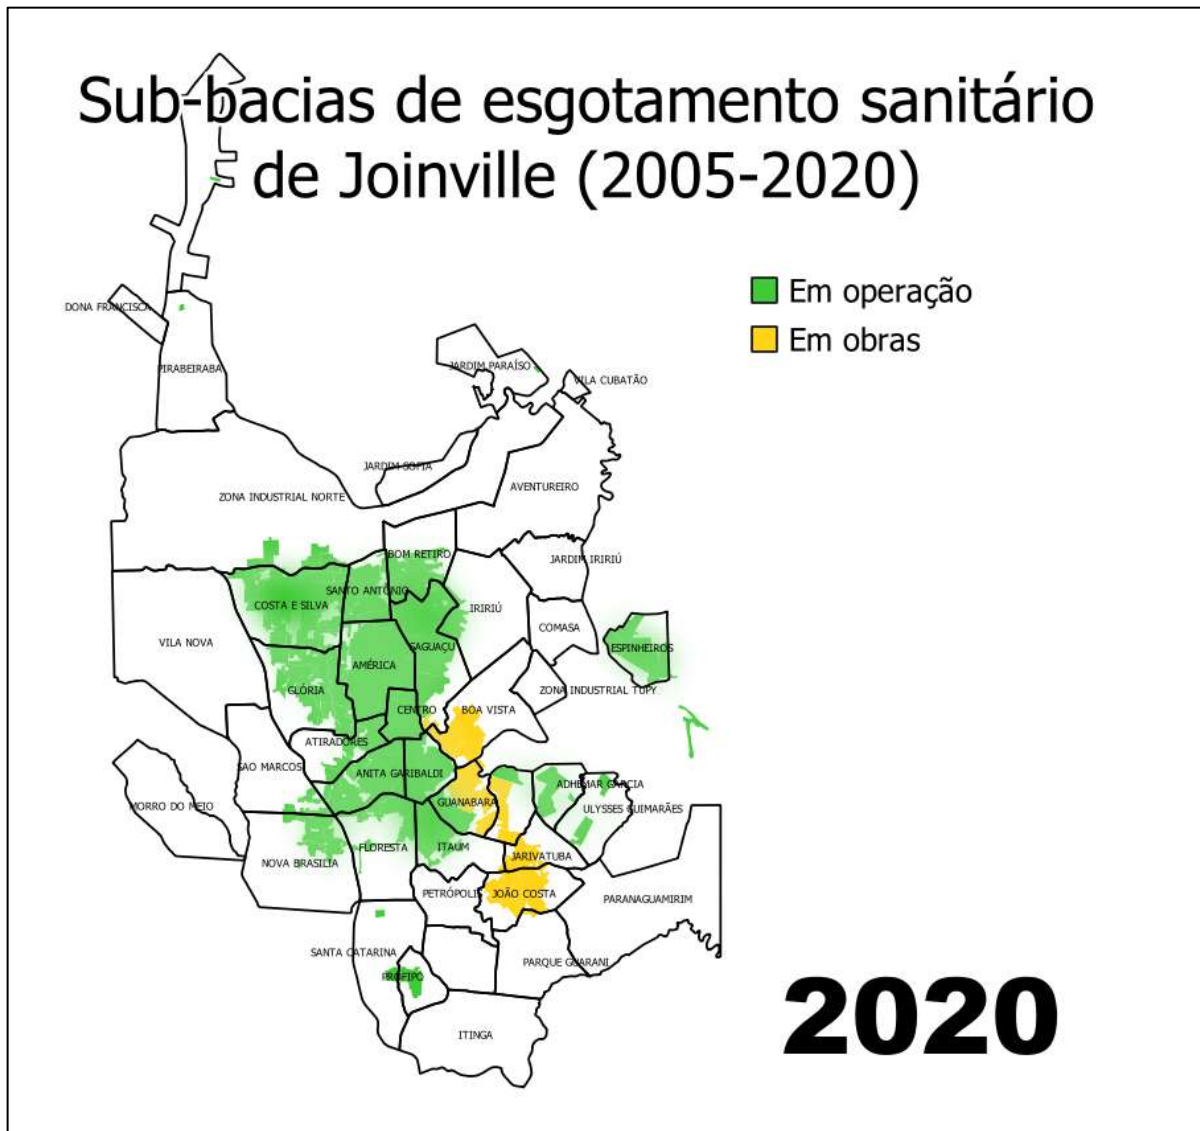 Sub-bacias de esgotamento sanitário
de Joinville (2005-2020)
Em operação
Em obras
DONA FRANCISCA
PIRABEIRABA
JARDIM PARAÍSO
VILA CUBATÃO
JARDIM SOFIA
ZONA INDUSTRIAL NORTE
AVENTUREIRO
BOM RETIRO
JARDIM IRIRIÚ
SANTO ANTÔNIO
COSTA E SILVA
IRIRIÚ
COMASA
VILA NOVA
SAGUAÇU
ESPINHEIROS
AMÉRICA
GLÓRIA
ZONA INDUSTRIAL TUPY
CENTRO
BOA VISTA
ATIRADORES
SAO MARCOS
ANITA GARIBALDI
ADHEMAR GARCIA
MORRO DO MEIO
GUANABARA
ULYSSES GUIMARÃES
FLORESTA
ITAUM
JARIVATUBA
NOVA BRASILIA
PETRÓPOLIS
JOÃO COSTA
PARANAGUAMIRIM
SANTA CATARINA
PARQUE GUARANI
PROFIPO
ITINGA
2020